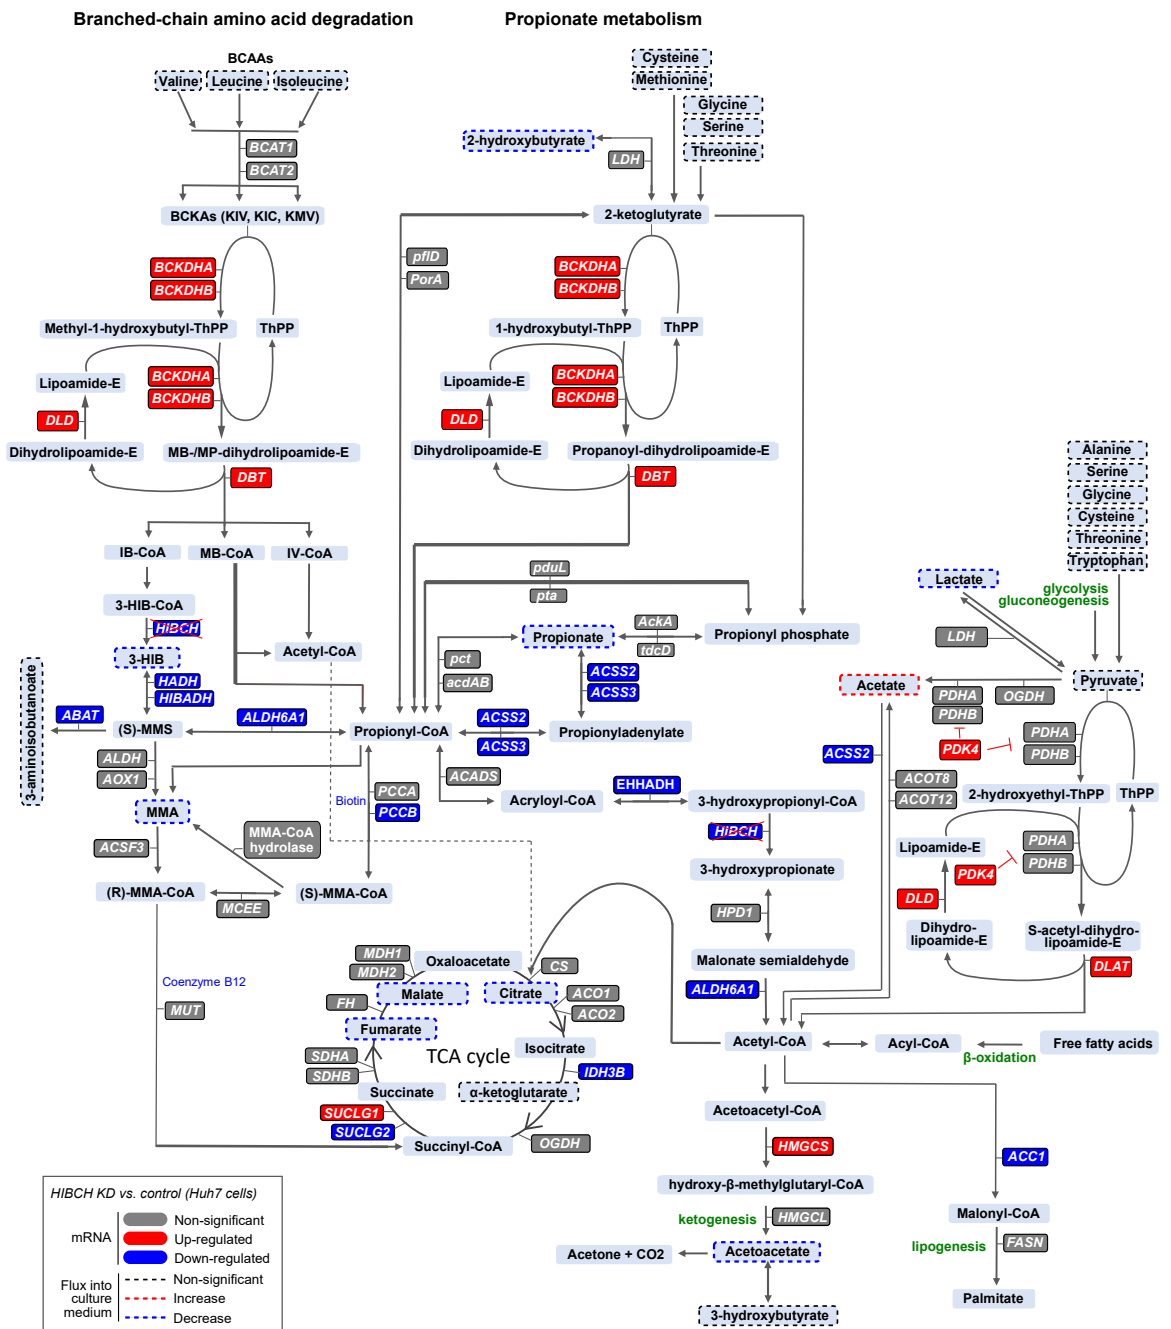 Branched-chain amino acid degradation
Propionate metabolism
BCAAs
Valine
Leucine
Isoleucine
BCAT1
BCAT2
BCKAs (KIV, KIC, KMV)
BCKDHA
BCKDHB
Methyl-1-hydroxybutyl-ThPP
ThPP
Lipoamide-E
BCKDHA
BCKDHB
DLD
Dihydrolipoamide-E
MB-/MP-dihydrolipoamide-E
DBT
IB-CoA
MB-CoA
IV-CoA
3-HIB-CoA
HIBCH
3-HIB
Acetyl-CoA
HADH
HIBADH
3-aminoisobutanoate
ABAT
(S)-MMS
ALDH6A1
Propionyl-CoA
ALDH
AOX1
MMA
Biotin
PCCA
PCCB
ACSF3
MMA-CoA
hydrolase
(R)-MMA-CoA
MCEE
(S)-MMA-CoA
Coenzyme B12
MUT
Cysteine
Methionine
Glycine
Serine
Threonine
2-hydroxybutyrate
LDH
2-ketoglutyrate
pflD
PorA
BCKDHA
BCKDHB
1-hydroxybutyl-ThPP
ThPP
Lipoamide-E
BCKDHA
BCKDHB
DLD
Dihydrolipoamide-E
Propanoyl-dihydrolipoamide-E
DBT
pduL
pta
Propionate
AckA
tdcD
Propionyl phosphate
pct
acdAB
ACSS2
ACSS3
ACSS2
ACSS3
Propionyladenylate
ACADS
Acryloyl-CoA
EHHADH
3-hydroxypropionyl-CoA
HIBCH
3-hydroxypropionate
HPD1
Malonate semialdehyde
ALDH6A1
Acetyl-CoA
Alanine
Serine
Glycine
Cysteine
Threonine
Tryptophan
Lactate
glycolysis
gluconeogenesis
LDH
Acetate
Pyruvate
PDHA
PDHB
OGDH
PDK4
PDHA
PDHB
ACSS2
ACOT8
ACOT12
2-hydroxyethyl-ThPP
ThPP
Lipoamide-E
PDHA
PDHB
PDK4
DLD
Dihydro-
lipoamide-E
S-acetyl-dihydro-
lipoamide-E
DLAT
Acyl-CoA
β-oxidation
Free fatty acids
Oxaloacetate
MDH1
MDH2
CS
Malate
Citrate
ACO1
ACO2
FH
Fumarate
TCA cycle
Isocitrate
SDHA
SDHB
IDH3B
Succinate
α-ketoglutarate
SUCLG1
SUCLG2
Succinyl-CoA
OGDH
Acetoacetyl-CoA
HMGCS
hydroxy-β-methylglutaryl-CoA
ketogenesis
HMGCL
Acetone + CO2
Acetoacetate
3-hydroxybutyrate
ACC1
Malonyl-CoA
lipogenesis
FASN
Palmitate
HIBCH KD vs. control (Huh7 cells)
mRNA
Non-significant
Up-regulated
Down-regulated
Flux into
culture
medium
Non-significant
Increase
Decrease